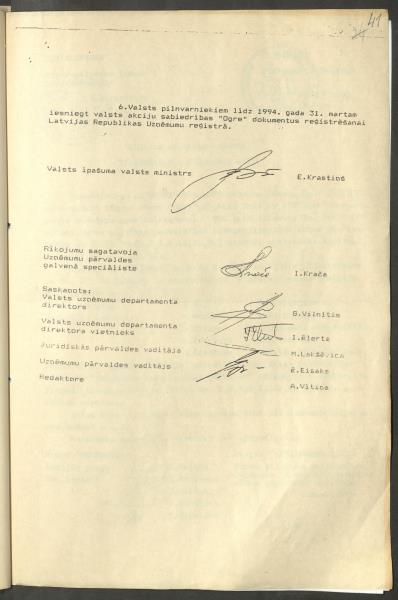 41
6.Valsts pilnvarniekiem līdz 1994. gada 31. martam
iesniegt valsts akciju sabiedrības "Ogre" dokumentus reģistrēšanai
Latvijas Republikas Uzņēmumu reģistrā.
Valsts īpašuma valsts ministrs E.Krastiņš
Rīkojumu sagatavoja
Uzņēmumu pārvaldes
galvenā speciāliste I.Krača
Saskaņots:
Valsts uzņēmumu departamenta
direktors G.Vilnītis
Valsts uzņēmumu departamenta
direktora vietnieks
Juridiskās pārvaldes vadītāja M.Lakševica
Uzņēmumu pārvaldes vadītājs Ē.Eisaks
Redaktore A.Vītiņa